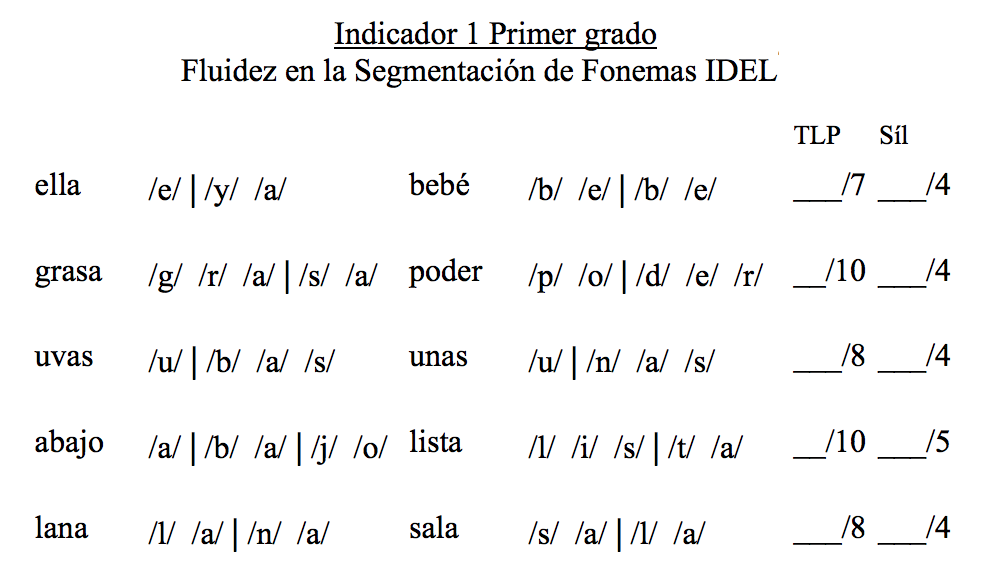 Indicador 1 Primer grado
Fluidez en la Segmentación de Fonemas IDEL
TLP Síl
ella /e/ | /y/ /a/ bebé /b/ /e/ | /b/ /e/ ___/7 ___/4
grasa /g/ /r/ /a/ | /s/ /a/ poder /p/ /o/ | /d/ /e/ /r/ __/10 ___/4
uvas /u/ | /b/ /a/ /s/ unas /u/ | /n/ /a/ /s/ ___/8 ___/4
abajo /a/ | /b/ /a/ | /j/ /o/ lista /l/ /i/ /s/ | /t/ /a/ __/10 ___/5
lana /l/ /a/ | /n/ /a/ sala /s/ /a/ | /l/ /a/ ___/8 ___/4